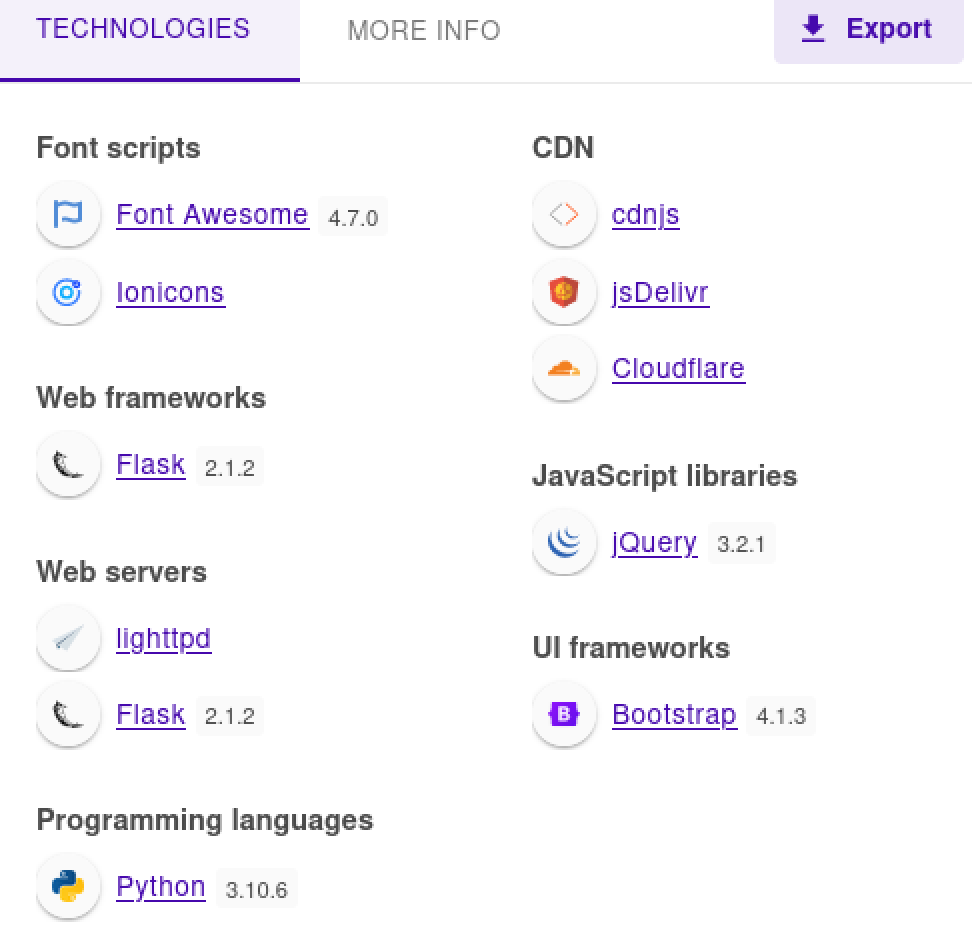 TECHNOLOGIES
MORE INFO
Export
Font scripts
Font Awesome 4.7.0
Ionicons
Web frameworks
Flask 2.1.2
Web servers
lighttpd
Flask 2.1.2
Programming languages
Python 3.10.6
CDN
cdnjs
jsDelivr
Cloudflare
JavaScript libraries
jQuery 3.2.1
UI frameworks
B
Bootstrap 4.1.3